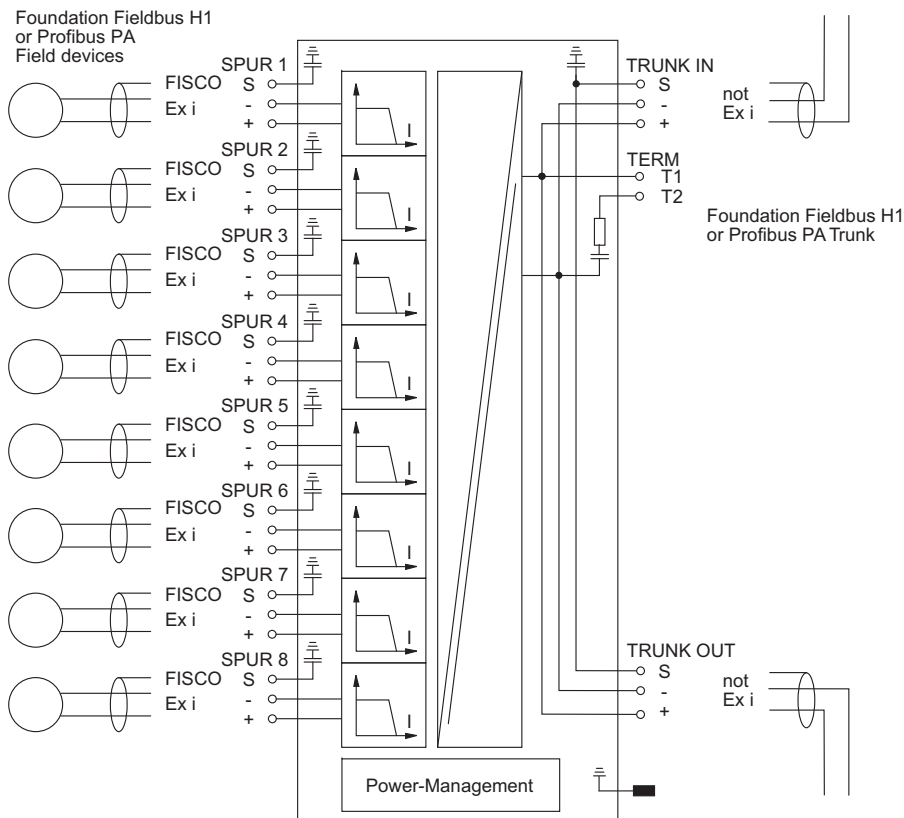 Foundation Fieldbus H1
or Profibus PA
Field devices
SPUR 1
FISCO S
Ex i -
+
SPUR 2
FISCO S
Ex i -
+
SPUR 3
FISCO S
Ex i -
+
SPUR 4
FISCO S
Ex i -
+
SPUR 5
FISCO S
Ex i -
+
SPUR 6
FISCO S
Ex i -
+
SPUR 7
FISCO S
Ex i -
+
SPUR 8
FISCO S
Ex i -
+
I
I
I
I
I
I
I
I
Power-Management
TRUNK IN
S
-
+
not
Ex i
TERM
T1
T2
Foundation Fieldbus H1
or Profibus PA Trunk
TRUNK OUT
S
-
+
not
Ex i